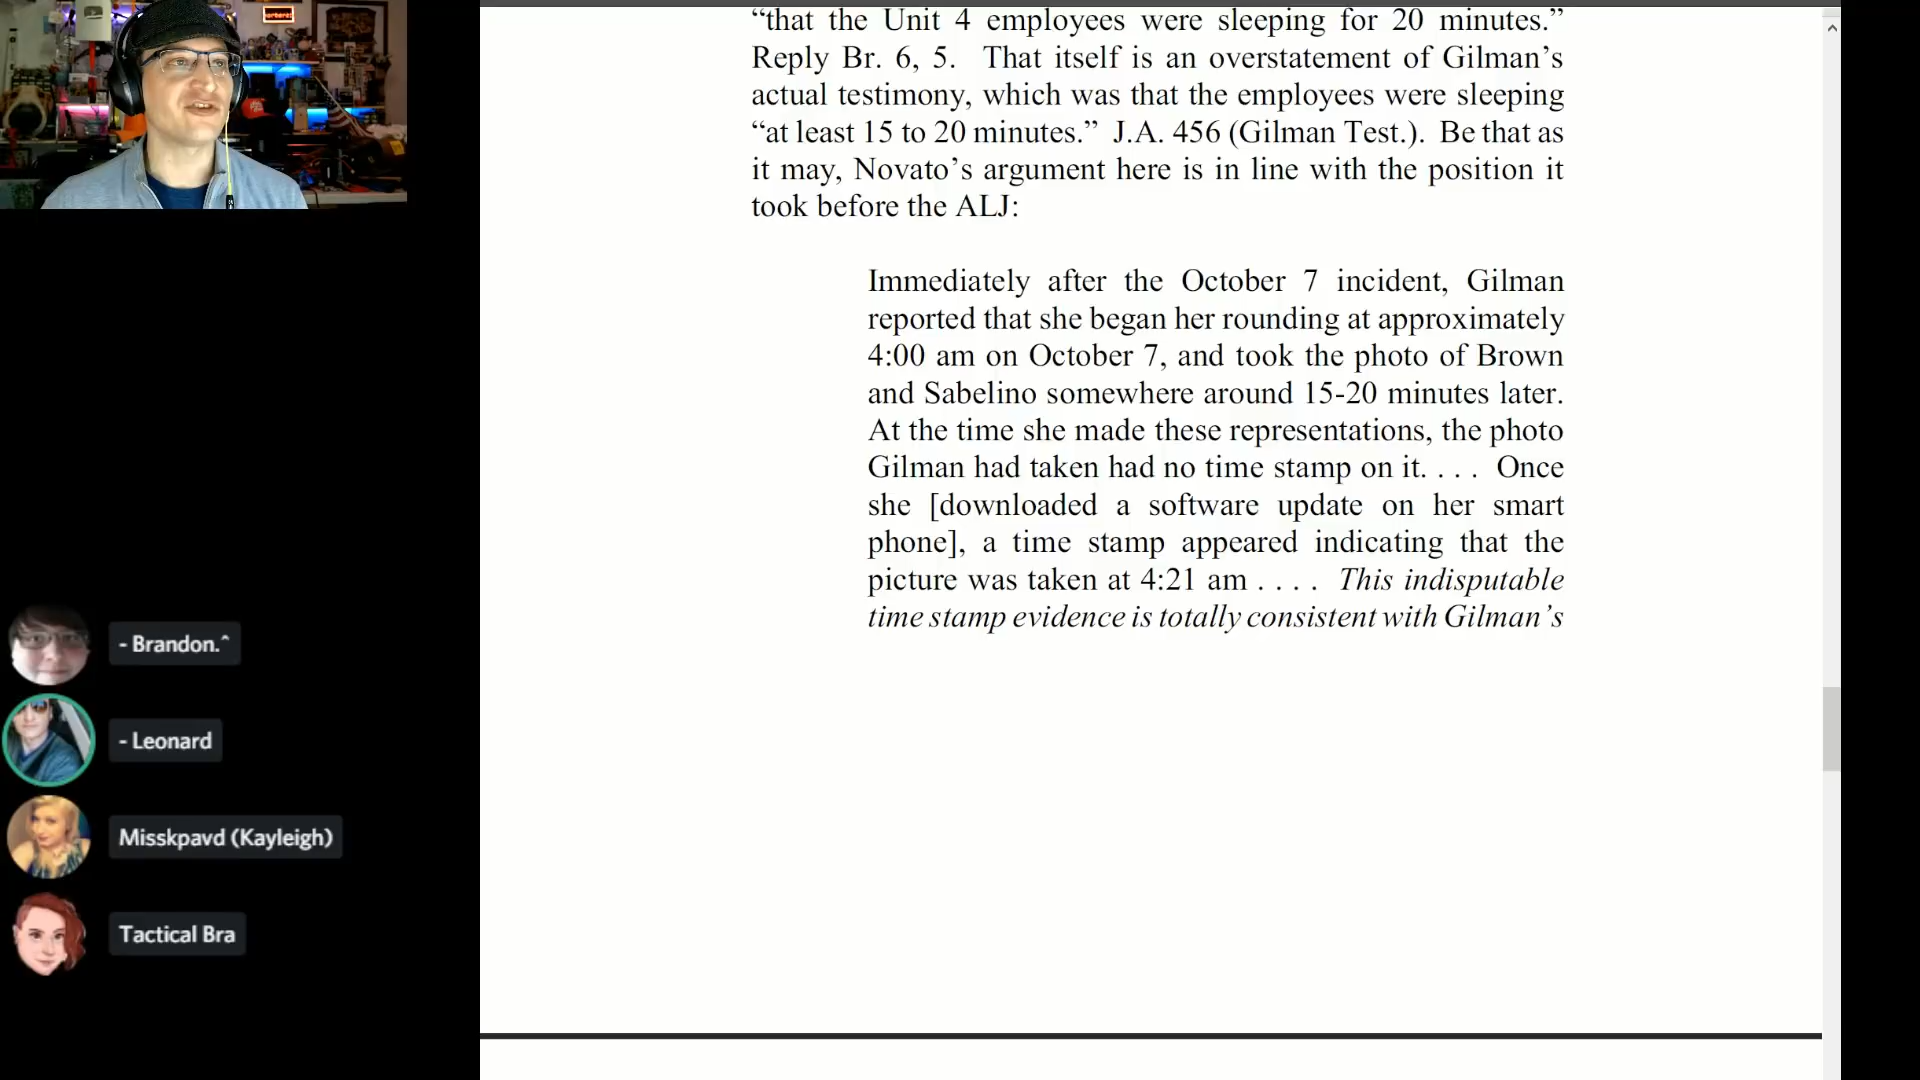 “that the Unit 4 employees were sleeping for 20 minutes.”
Reply Br. 6, 5. That itself is an overstatement of Gilman’s
actual testimony, which was that the employees were sleeping
“at least 15 to 20 minutes.” J.A. 456 (Gilman Test.). Be that as
it may, Novato’s argument here is in line with the position it
took before the ALJ:
Immediately after the October 7 incident, Gilman
reported that she began her rounding at approximately
4:00 am on October 7, and took the photo of Brown
and Sabelino somewhere around 15-20 minutes later.
At the time she made these representations, the photo
Gilman had taken had no time stamp on it. . . . Once
she [downloaded a software update on her smart
phone], a time stamp appeared indicating that the
picture was taken at 4:21 am . . . . This indisputable
time stamp evidence is totally consistent with Gilman’s
- Brandon.^
- Leonard
Misskpavd (Kayleigh)
Tactical Bra